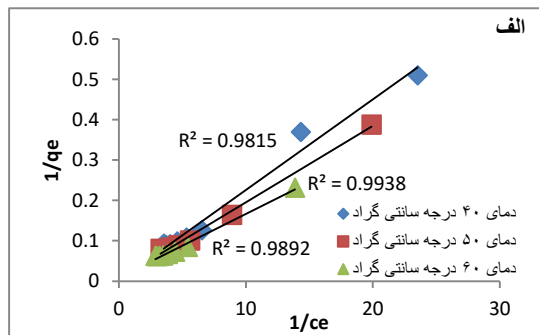 الف
0.6
0.5
0.4
0.3
0.2
0.1
0
1/qe
R² = 0.9815
R² = 0.9938
R² = 0.9892
دمای ۴۰ درجه سانتی گراد
دمای ۵۰ درجه سانتی گراد
دمای ۶۰ درجه سانتی گراد
0 10 20 30
1/ce